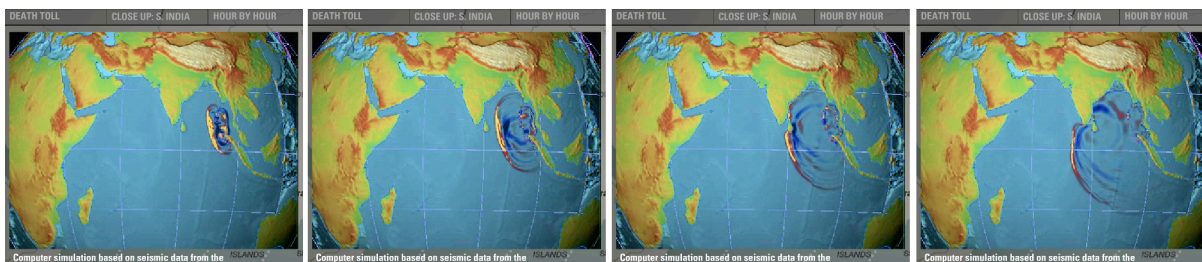 DEATH TOLL CLOSE UP: S. INDIA HOUR BY HOUR
Computer simulation based on seismic data from the ISLANDS
DEATH TOLL CLOSE UP: S. INDIA HOUR BY HOUR
Computer simulation based on seismic data from the ISLANDS
DEATH TOLL CLOSE UP: S. INDIA HOUR BY HOUR
Computer simulation based on seismic data from the ISLANDS
DEATH TOLL CLOSE UP: S. INDIA HOUR BY HOUR
Computer simulation based on seismic data from the ISLANDS